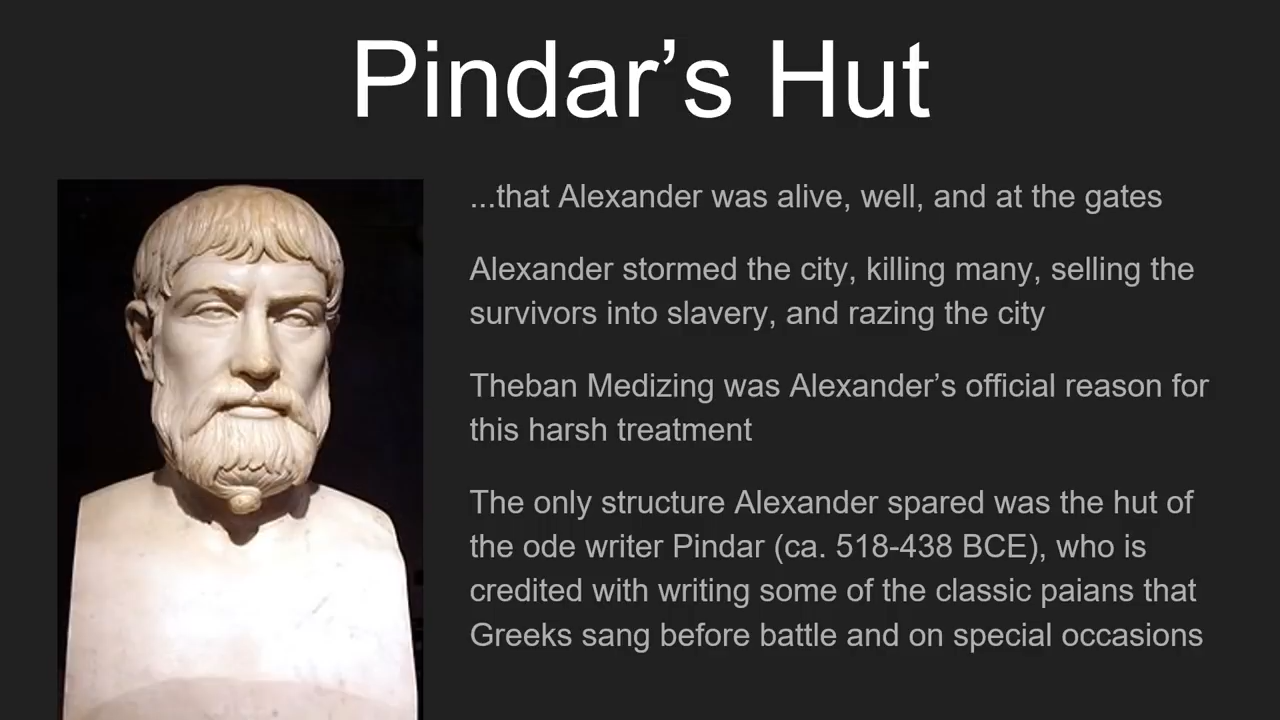 Pindar’s Hut
...that Alexander was alive, well, and at the gates
Alexander stormed the city, killing many, selling the
survivors into slavery, and razing the city
Theban Medizing was Alexander’s official reason for
this harsh treatment
The only structure Alexander spared was the hut of
the ode writer Pindar (ca. 518-438 BCE), who is
credited with writing some of the classic paians that
Greeks sang before battle and on special occasions